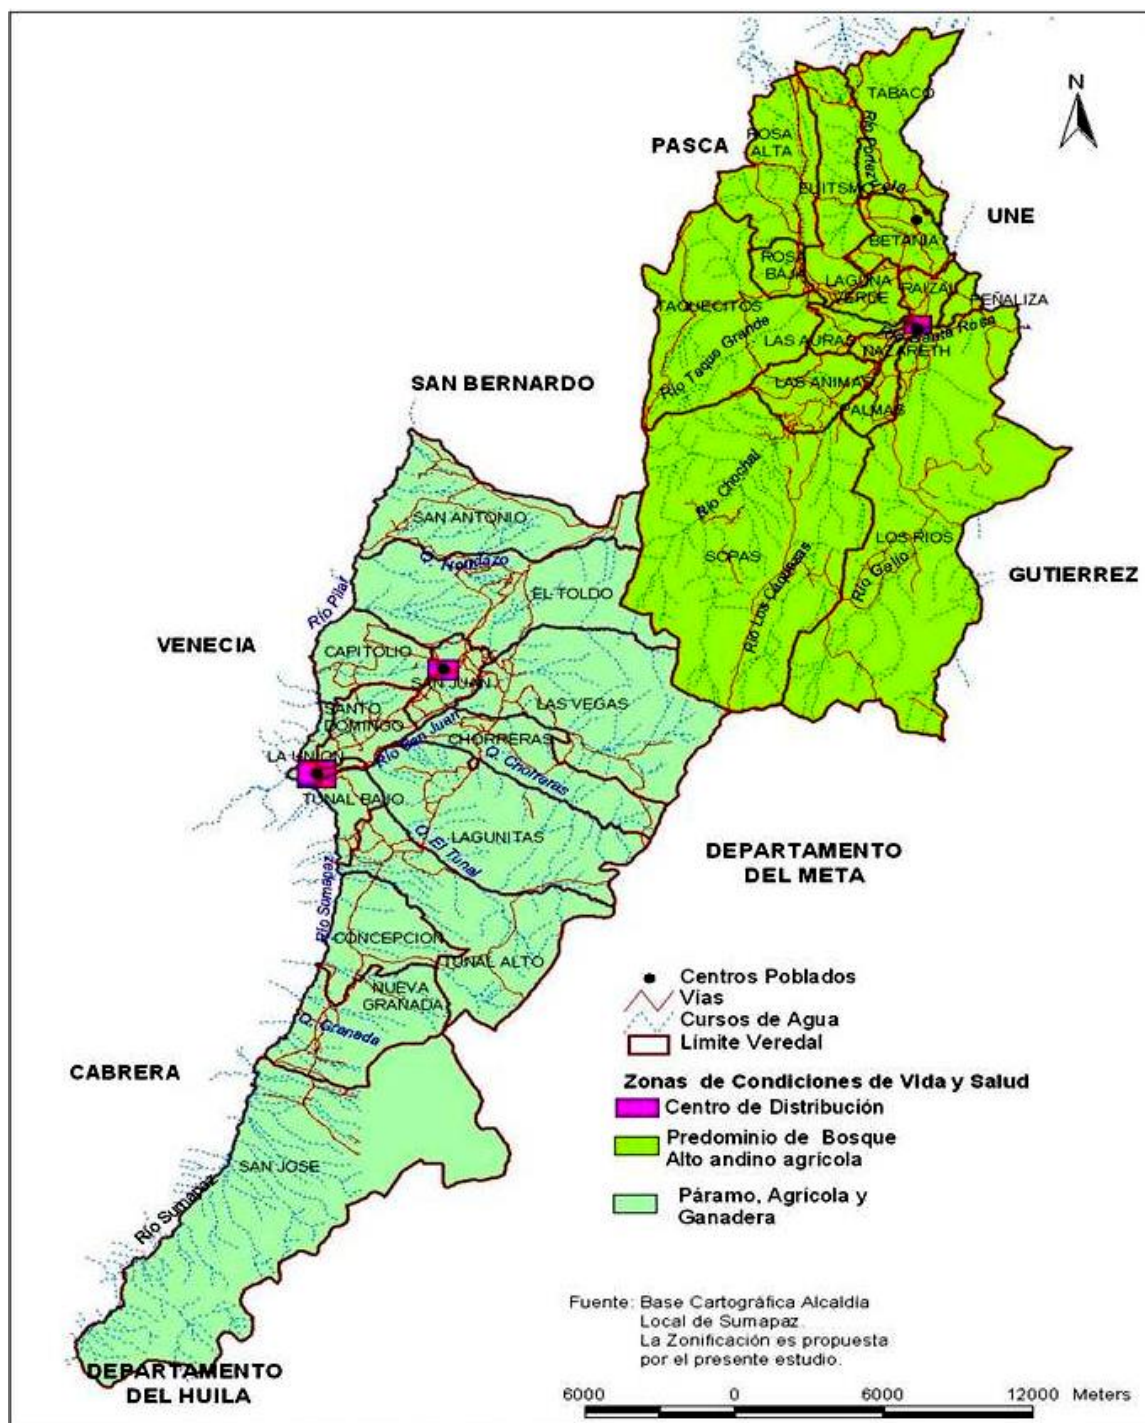 N
TABACO
PASCA
ROSA
ALTA
UNE
BETANIA
ROSA
BAJA
LAGUNA
VERDE
RAIZAL
PEÑALIZA
TAQUECITOS
Río Taque Grande
LAS AURAS
Santa Rosa
NAZARETH
SAN BERNARDO
LAS ANIMAS
PALMAS
Río Chochal
SAN ANTONIO
SOPAS
LOS RIOS
Río Gallo
EL TOLDO
GUTIERREZ
Río Pilar
VENECIA
CAPITOLIO
SAN JUAN
LAS VEGAS
SANTO
DOMINGO
Río San Juan
CHORRERAS
Q. Chorreras
LA UNION
TUNAL BAJO
LAGUNITAS
Q. El Tunal
DEPARTAMENTO
DEL META
Río Sumapaz
CONCEPCION
TUNAL ALTO
NUEVA
GRANADA
Q. Granada
CABRERA
SAN JOSE
Río Sumapaz
DEPARTAMENTO
DEL HUILA
Centros Poblados
Vías
Cursos de Agua
Límite Veredal
Zonas de Condiciones de Vida y Salud
Centro de Distribución
Predominio de Bosque
Alto andino agrícola
Páramo, Agrícola y
Ganadera
Fuente: Base Cartográfica Alcaldía
Local de Sumapaz.
La Zonificación es propuesta
por el presente estudio.
6000 0 6000 12000 Meters